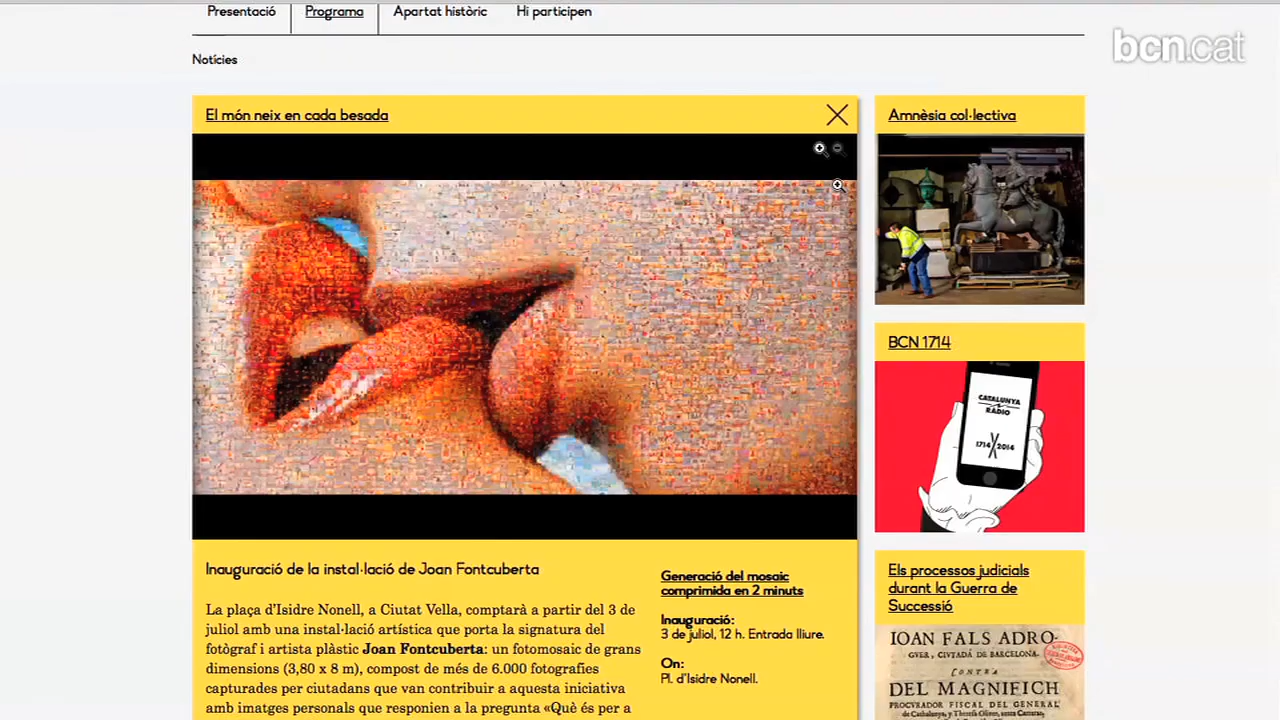 Presentació
Programa
Apartat històric
Hi participen
bcn.cat
Notícies
El món neix en cada besada
Inauguració de la instal·lació de Joan Fontcuberta
La plaça d'Isidre Nonell, a Ciutat Vella, comptarà a partir del 3 de
juliol amb una instal·lació artística que porta la signatura del
fotògraf i artista plàstic Joan Fontcuberta: un fotomosaic de grans
dimensions (3,80 x 8 m), compost de més de 6.000 fotografies
capturades per ciutadans que van contribuir a aquesta iniciativa
amb imatges personals que responien a la pregunta «Què és per a
Generació del mosaic
comprimida en 2 minuts
Inauguració:
3 de juliol, 12 h. Entrada lliure.
On:
Pl. d'Isidre Nonell.
Amnèsia col·lectiva
BCN 1714
CATALUNYA
RÀDIO
1714 2014
Els processos judicials
durant la Guerra de
Successió
IOAN FALS ADRO-
GUER, CIVTADÀ DE BARCELONA.
CONTRA
DEL MAGNIFICH
PROCVRADOR FISCAL DEL GENERAL